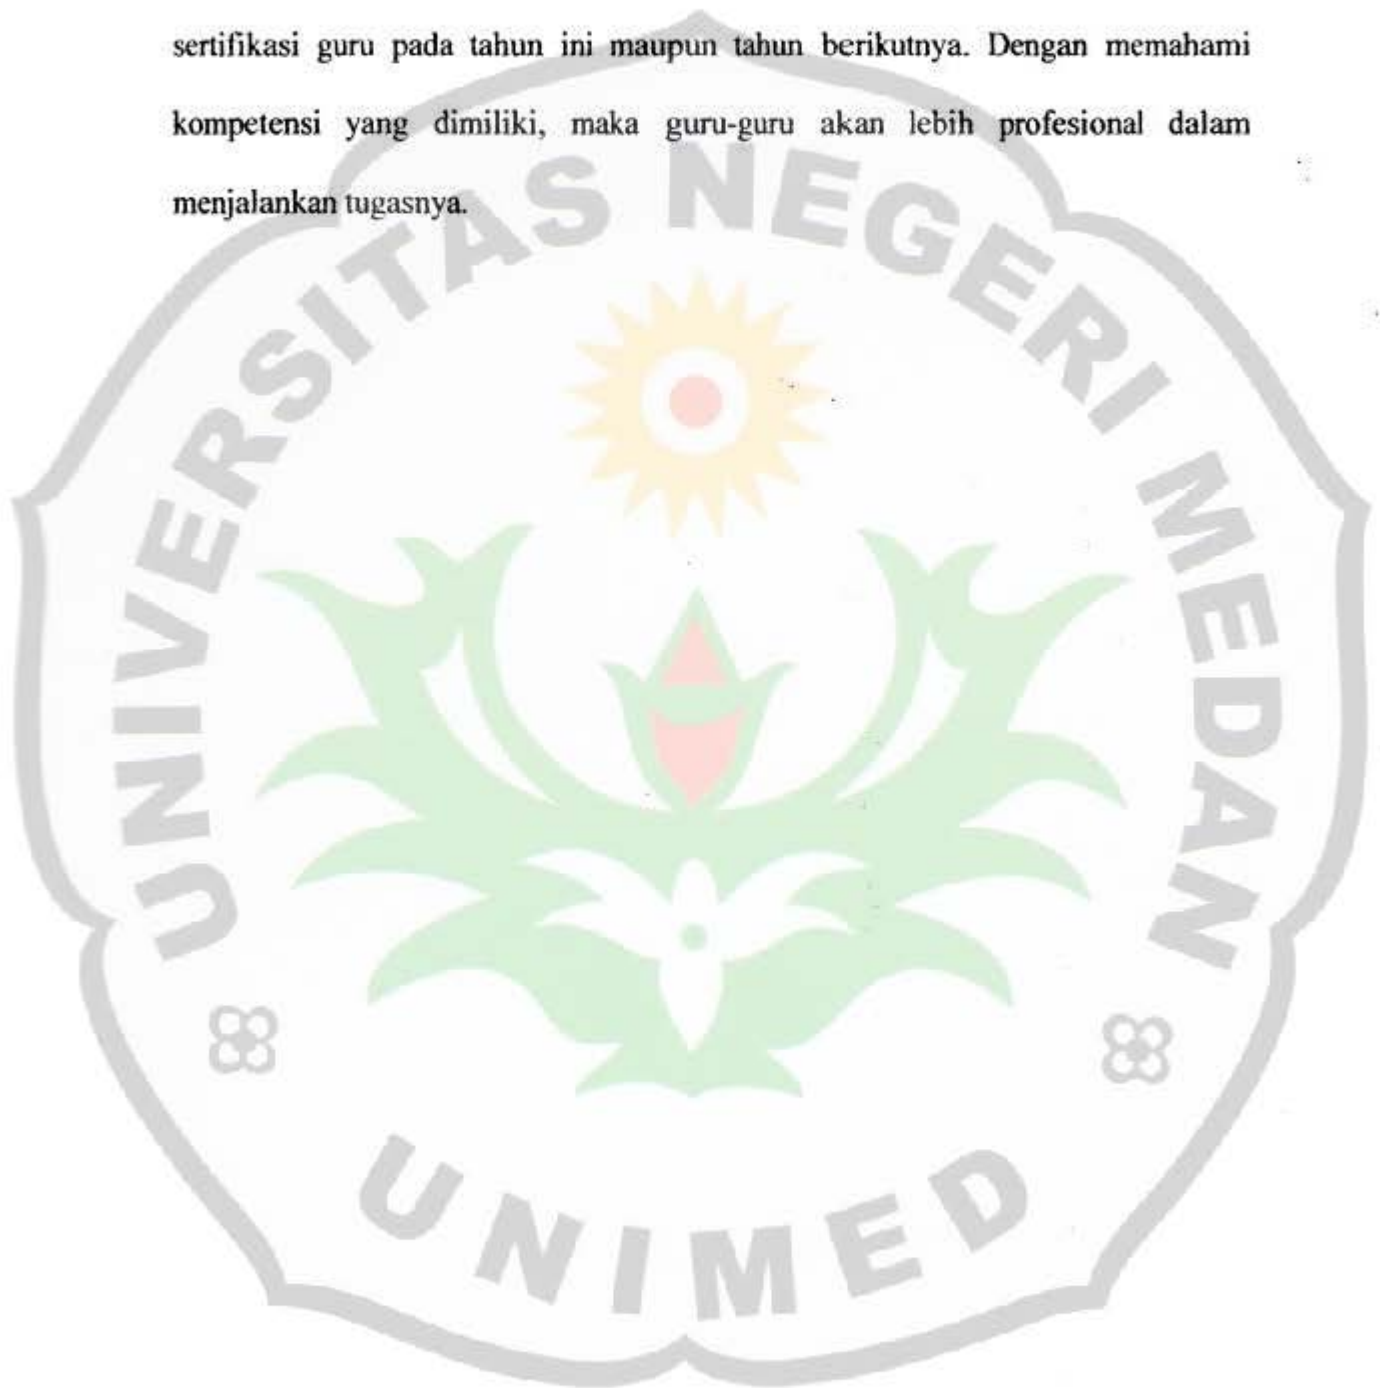 sertifikasi guru pada tahun ini maupun tahun berikutnya. Dengan memahami
kompetensi yang dimiliki, maka guru-guru akan lebih profesional dalam
menjalankan tugasnya.
UNIVERSITAS NEGERI MEDAN
UNIMED